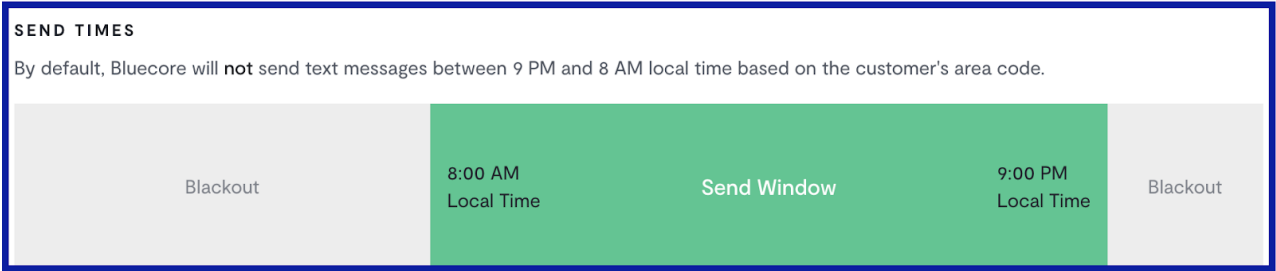 SEND TIMES
By default, Bluecore will not send text messages between 9 PM and 8 AM local time based on the customer's area code.
Blackout
8:00 AM
Local Time
Send Window
9:00 PM
Local Time
Blackout